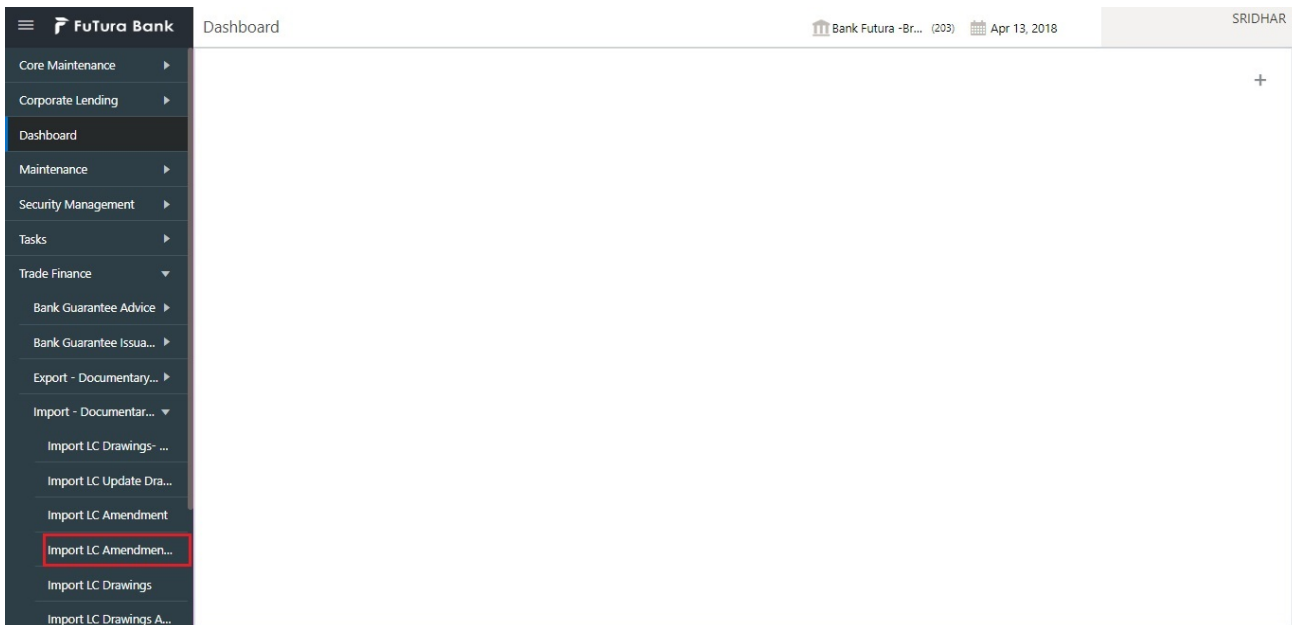 FuTura Bank
Dashboard
Bank Futura -Br... (203)
Apr 13, 2018
SRIDHAR
Core Maintenance
Corporate Lending
Dashboard
Maintenance
Security Management
Tasks
Trade Finance
Bank Guarantee Advice
Bank Guarantee Issua...
Export - Documentary...
Import - Documentar...
Import LC Drawings- ...
Import LC Update Dra...
Import LC Amendment
Import LC Amendmen...
Import LC Drawings
Import LC Drawings A...